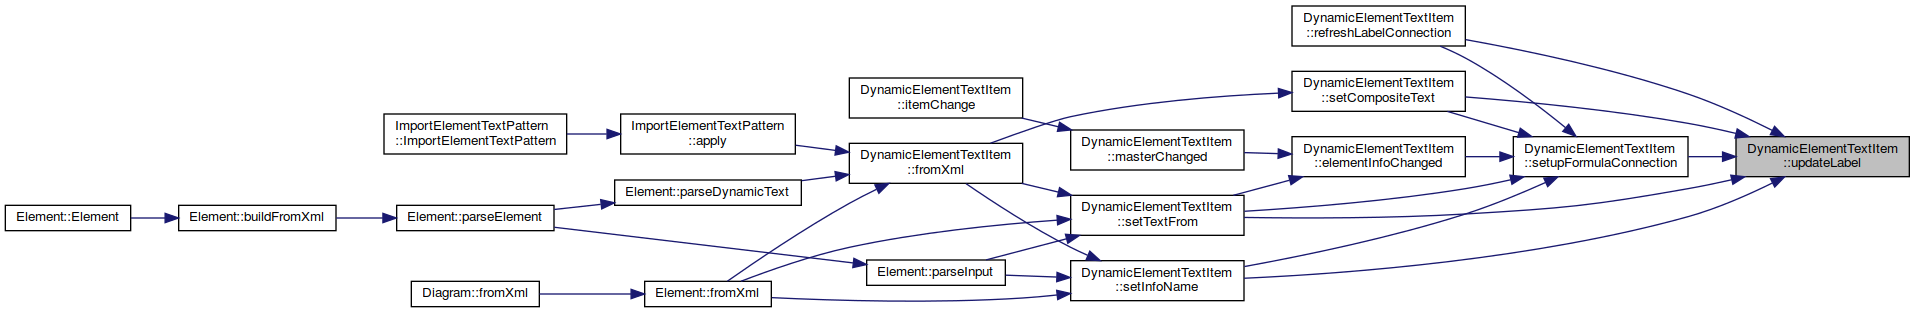 DynamicElementTextItem
::refreshLabelConnection
DynamicElementTextItem
::setCompositeText
DynamicElementTextItem
::itemChange
ImportElementTextPattern
::ImportElementTextPattern
ImportElementTextPattern
::apply
DynamicElementTextItem
::masterChanged
DynamicElementTextItem
::elementInfoChanged
DynamicElementTextItem
::setupFormulaConnection
DynamicElementTextItem
::updateLabel
DynamicElementTextItem
::fromXml
Element::parseDynamicText
Element::Element
Element::buildFromXml
Element::parseElement
DynamicElementTextItem
::setTextFrom
Element::parseInput
DynamicElementTextItem
::setInfoName
Diagram::fromXml
Element::fromXml